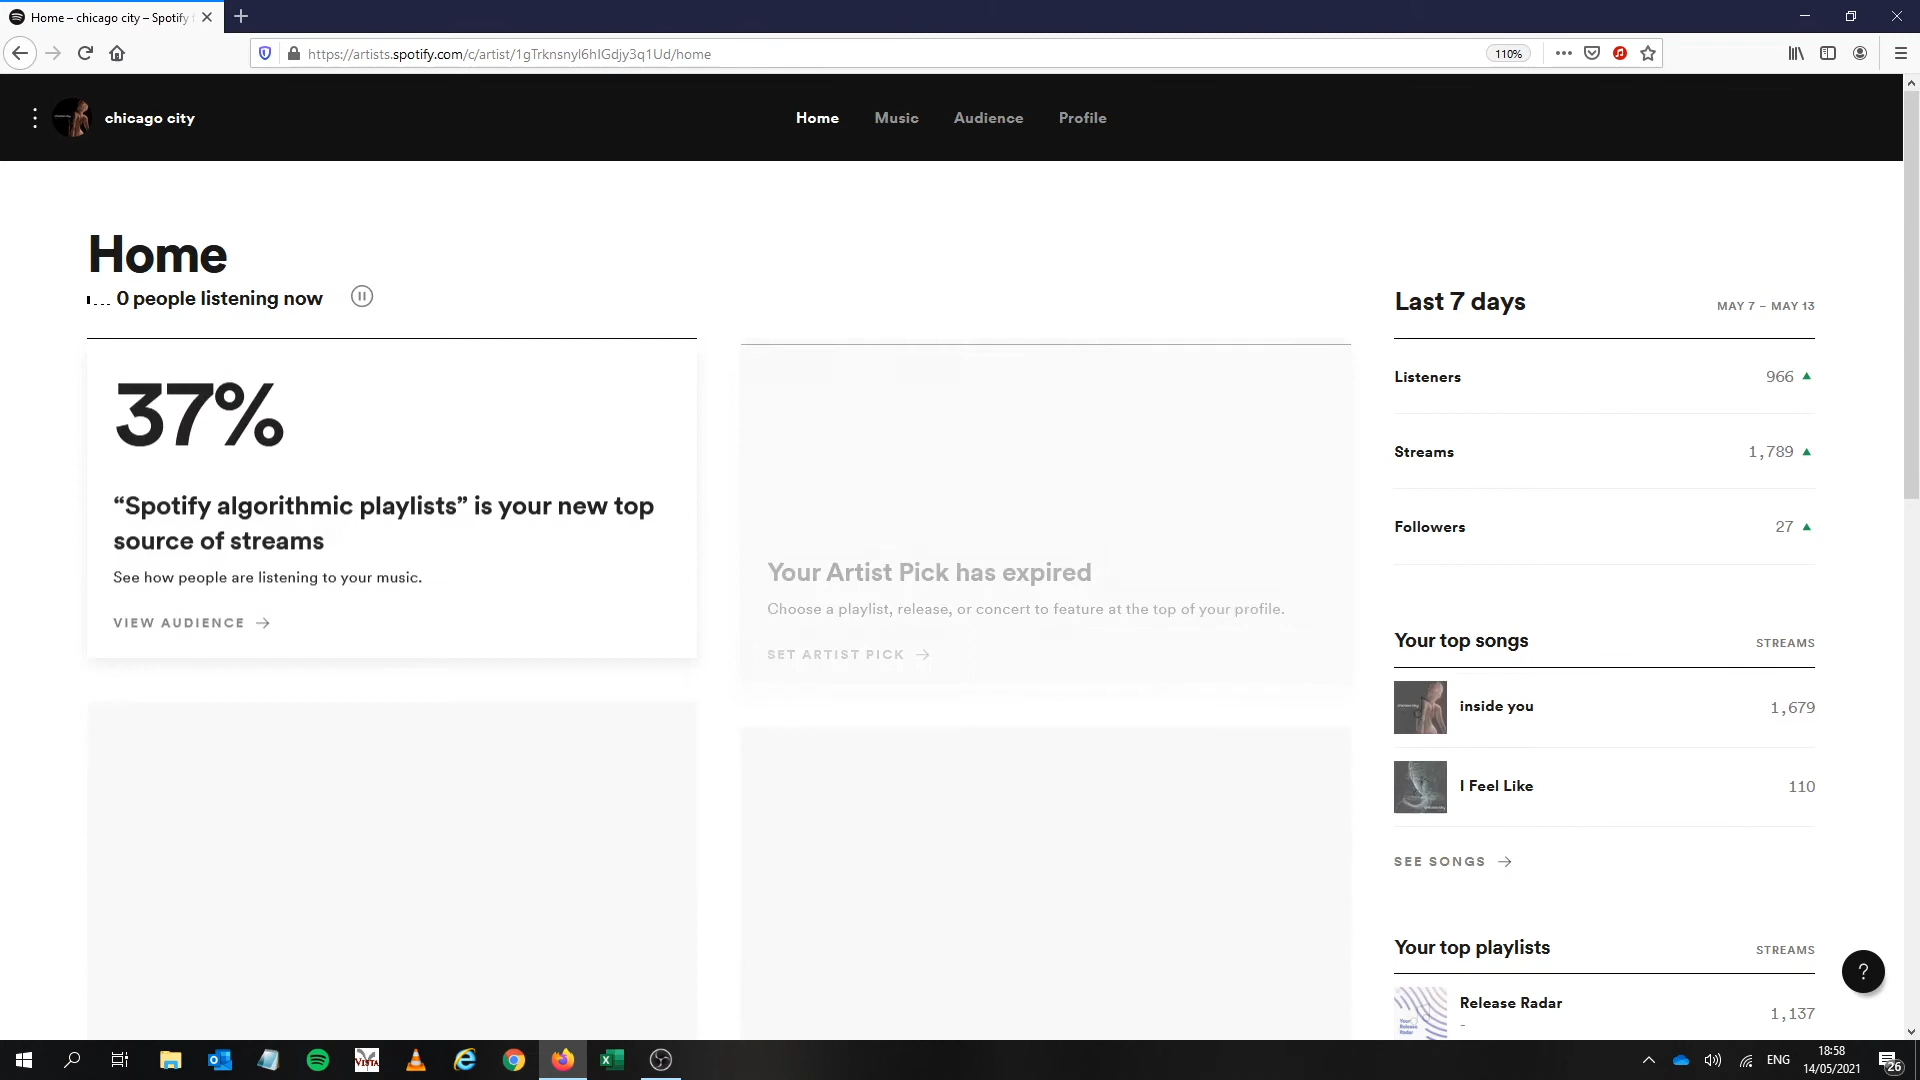 Home – chicago city – Spotify
https://artists.spotify.com/c/artist/1gTrknsnyl6hIGdjy3q1Ud/home
110%
chicago city
Home
Music
Audience
Profile
Home
0 people listening now
37%
“Spotify algorithmic playlists” is your new top
source of streams
See how people are listening to your music.
VIEW AUDIENCE
Your Artist Pick has expired
Choose a playlist, release, or concert to feature at the top of your profile.
SET ARTIST PICK
Last 7 days
MAY 7 – MAY 13
Listeners
966
Streams
1,789
Followers
27
Your top songs
STREAMS
inside you
1,679
I Feel Like
110
SEE SONGS
Your top playlists
STREAMS
Your
Release
Radar
Release Radar
-
1,137
?
VISTA
ENG
18:58
14/05/2021
26